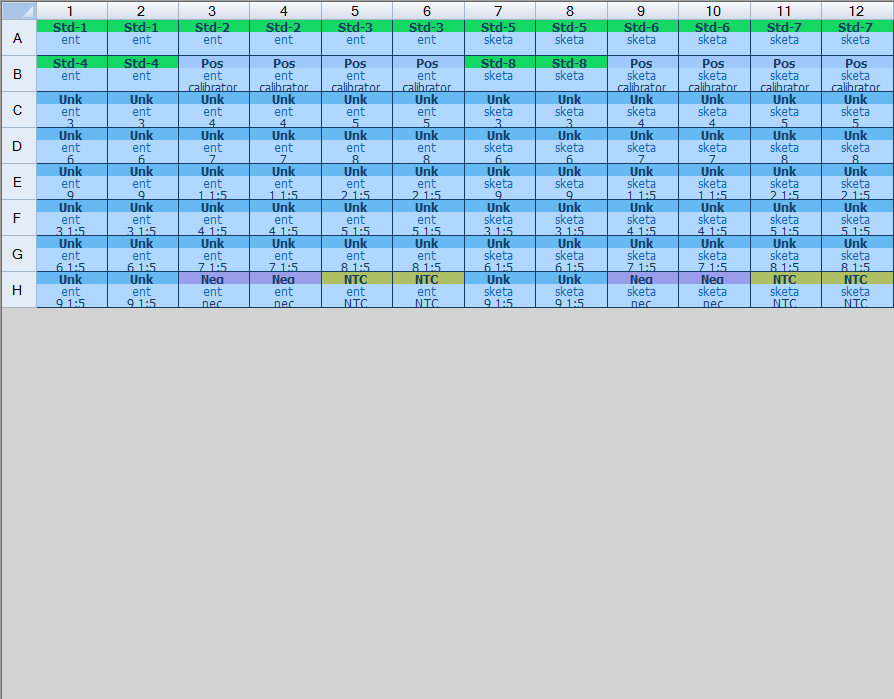 1 2 3 4 5 6 7 8 9 10 11 12
A Std-1 Std-1 Std-2 Std-2 Std-3 Std-3 Std-5 Std-5 Std-6 Std-6 Std-7 Std-7
ent ent ent ent ent ent sketa sketa sketa sketa sketa sketa
B Std-4 Std-4 Pos Pos Pos Pos Std-8 Std-8 Pos Pos Pos Pos
ent ent ent ent ent ent sketa sketa sketa sketa sketa sketa
calibrator calibrator calibrator calibrator calibrator calibrator calibrator calibrator
C Unk Unk Unk Unk Unk Unk Unk Unk Unk Unk Unk Unk
ent ent ent ent ent ent sketa sketa sketa sketa sketa sketa
3 3 4 4 5 5 3 3 4 4 5 5
D Unk Unk Unk Unk Unk Unk Unk Unk Unk Unk Unk Unk
ent ent ent ent ent ent sketa sketa sketa sketa sketa sketa
6 6 7 7 8 8 6 6 7 7 8 8
E Unk Unk Unk Unk Unk Unk Unk Unk Unk Unk Unk Unk
ent ent ent ent ent ent sketa sketa sketa sketa sketa sketa
9 9 1 1:5 1 1:5 2 1:5 2 1:5 9 9 1 1:5 1 1:5 2 1:5 2 1:5
F Unk Unk Unk Unk Unk Unk Unk Unk Unk Unk Unk Unk
ent ent ent ent ent ent sketa sketa sketa sketa sketa sketa
3 1:5 3 1:5 4 1:5 4 1:5 5 1:5 5 1:5 3 1:5 3 1:5 4 1:5 4 1:5 5 1:5 5 1:5
G Unk Unk Unk Unk Unk Unk Unk Unk Unk Unk Unk Unk
ent ent ent ent ent ent sketa sketa sketa sketa sketa sketa
6 1:5 6 1:5 7 1:5 7 1:5 8 1:5 8 1:5 6 1:5 6 1:5 7 1:5 7 1:5 8 1:5 8 1:5
H Unk Unk Neg Neg NTC NTC Unk Unk Neg Neg NTC NTC
ent ent ent ent ent ent sketa sketa sketa sketa sketa sketa
9 1:5 9 1:5 nec nec NTC NTC 9 1:5 9 1:5 nec nec NTC NTC